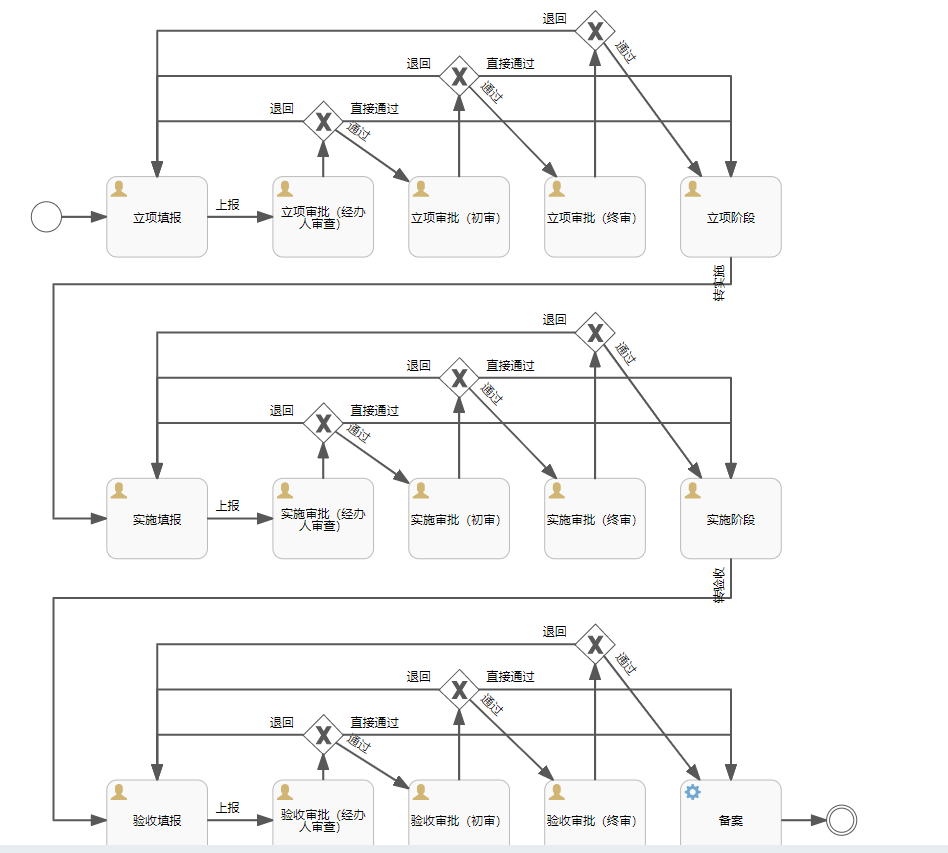 退回
通过
退回
直接通过
通过
退回
直接通过
通过
立项填报
上报
立项审批（经办
人审查）
立项审批（初审）
立项审批（终审）
立项阶段
转实施
退回
通过
退回
直接通过
通过
退回
直接通过
通过
实施填报
上报
实施审批（经办
人审查）
实施审批（初审）
实施审批（终审）
实施阶段
转验收
退回
通过
退回
直接通过
通过
退回
直接通过
通过
验收填报
上报
验收审批（经办
人审查）
验收审批（初审）
验收审批（终审）
备案